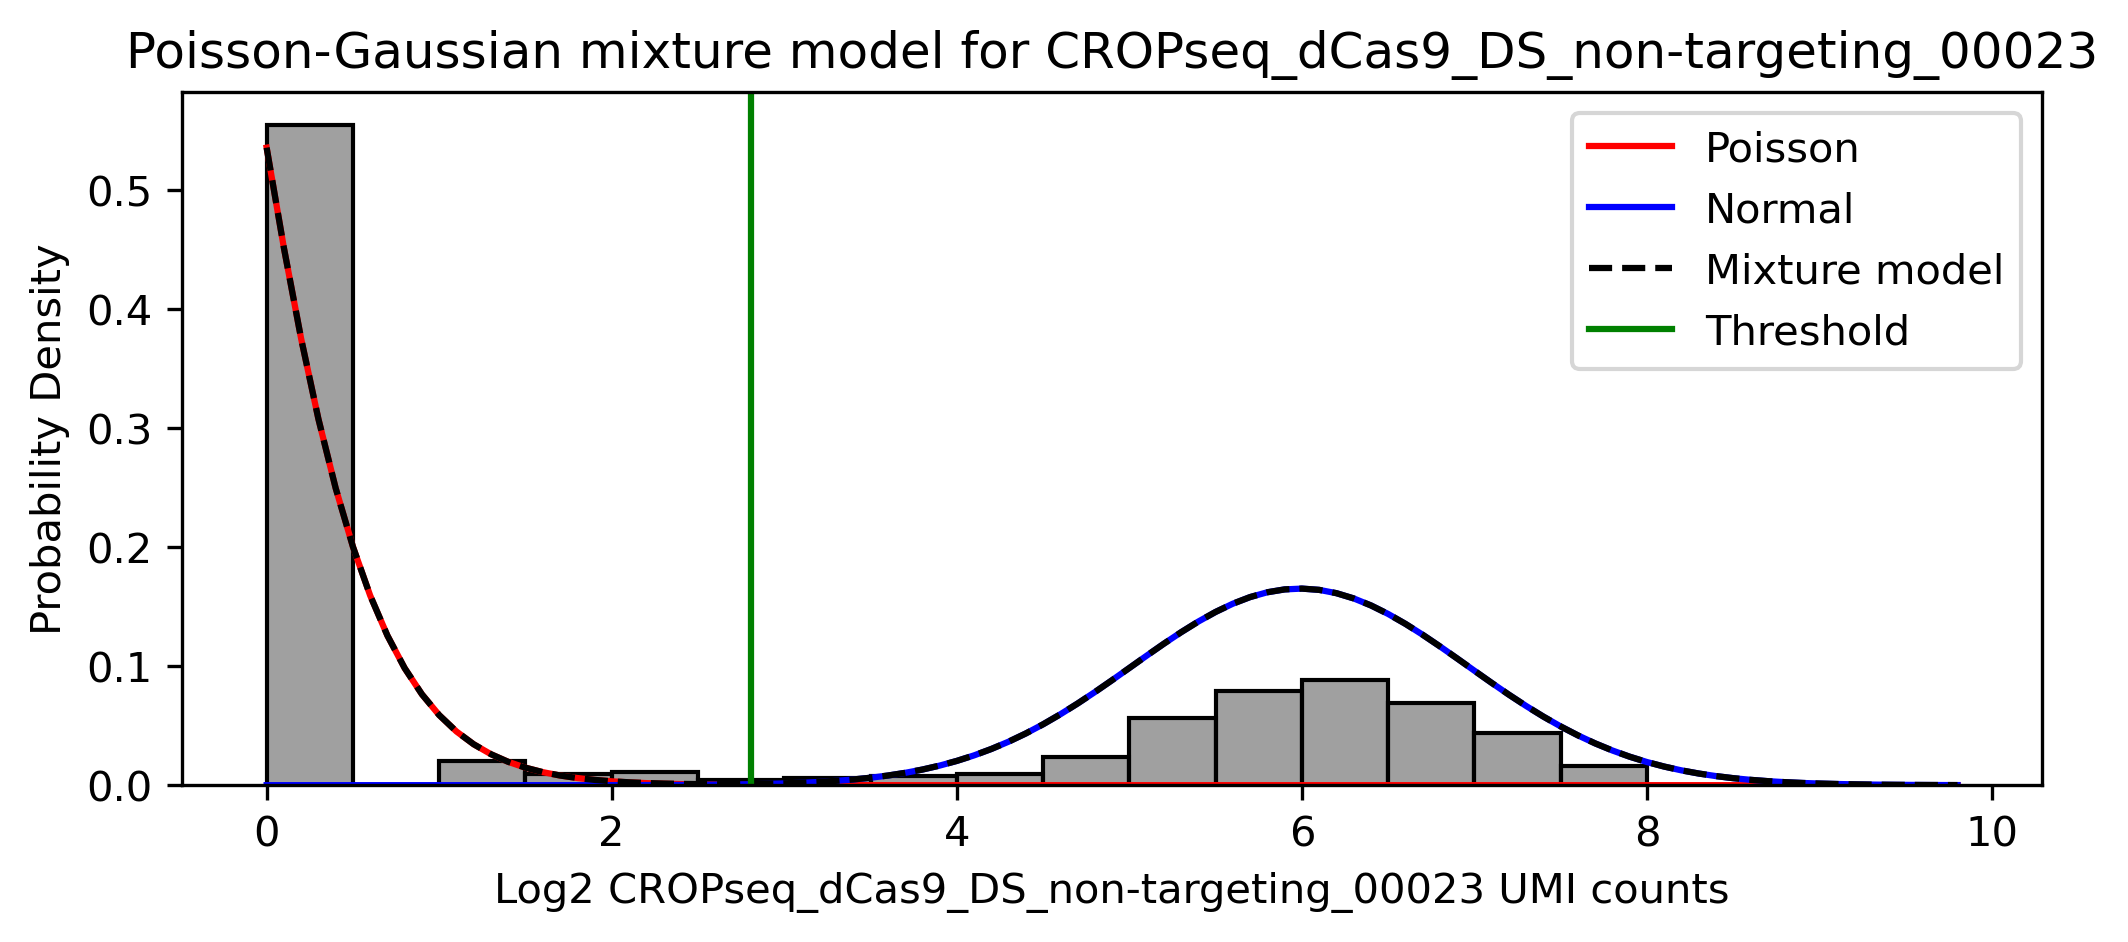 Poisson-Gaussian mixture model for CROPseq_dCas9_DS_non-targeting_00023
Poisson
Normal
Mixture model
Threshold
Probability Density
0.5
0.4
0.3
0.2
0.1
0.0
0 2 4 6 8 10
Log2 CROPseq_dCas9_DS_non-targeting_00023 UMI counts